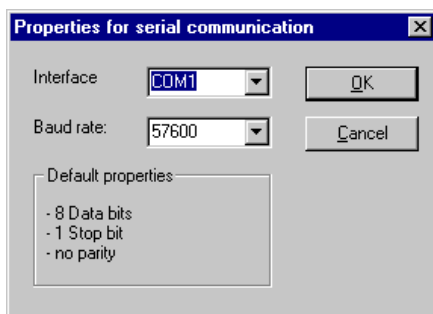 Properties for serial communication
Interface COM1 OK
Baud rate: 57600 Cancel
Default properties
- 8 Data bits
- 1 Stop bit
- no parity